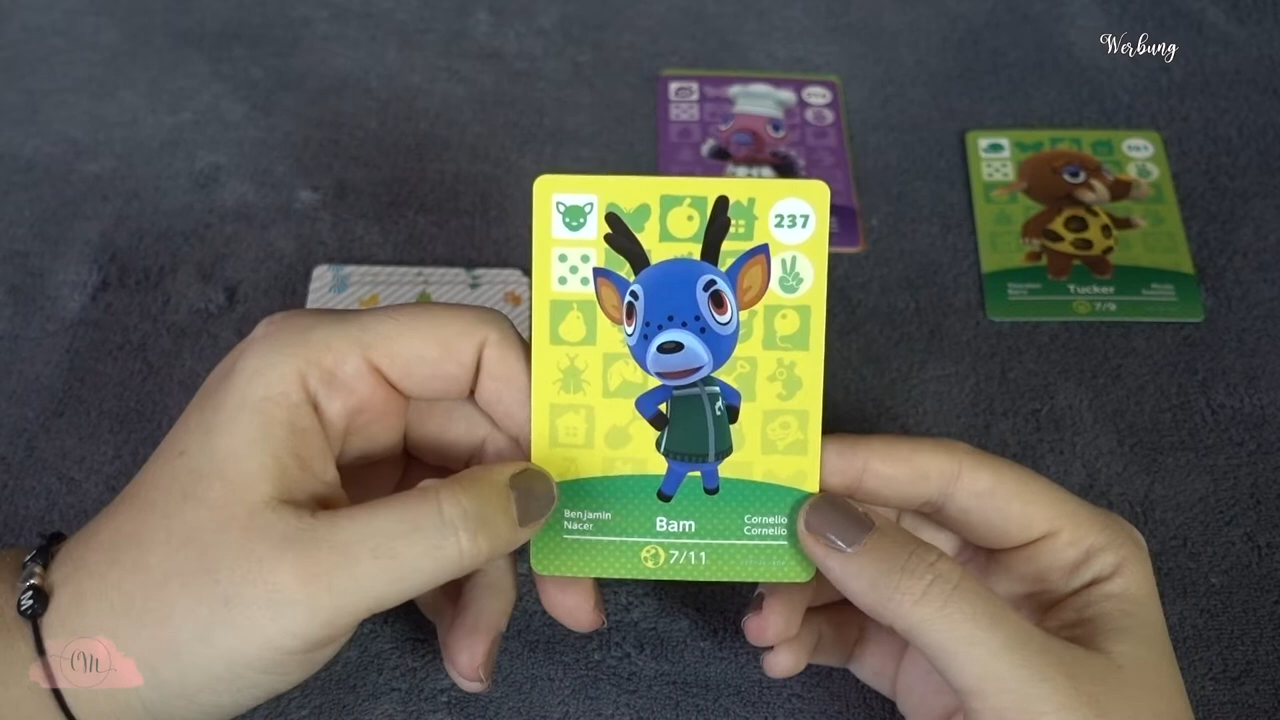 Werbung
237
Benjamin
Nacer
Bam
Cornelio
Cornelio
7/11
Tucker
7/9
M
M